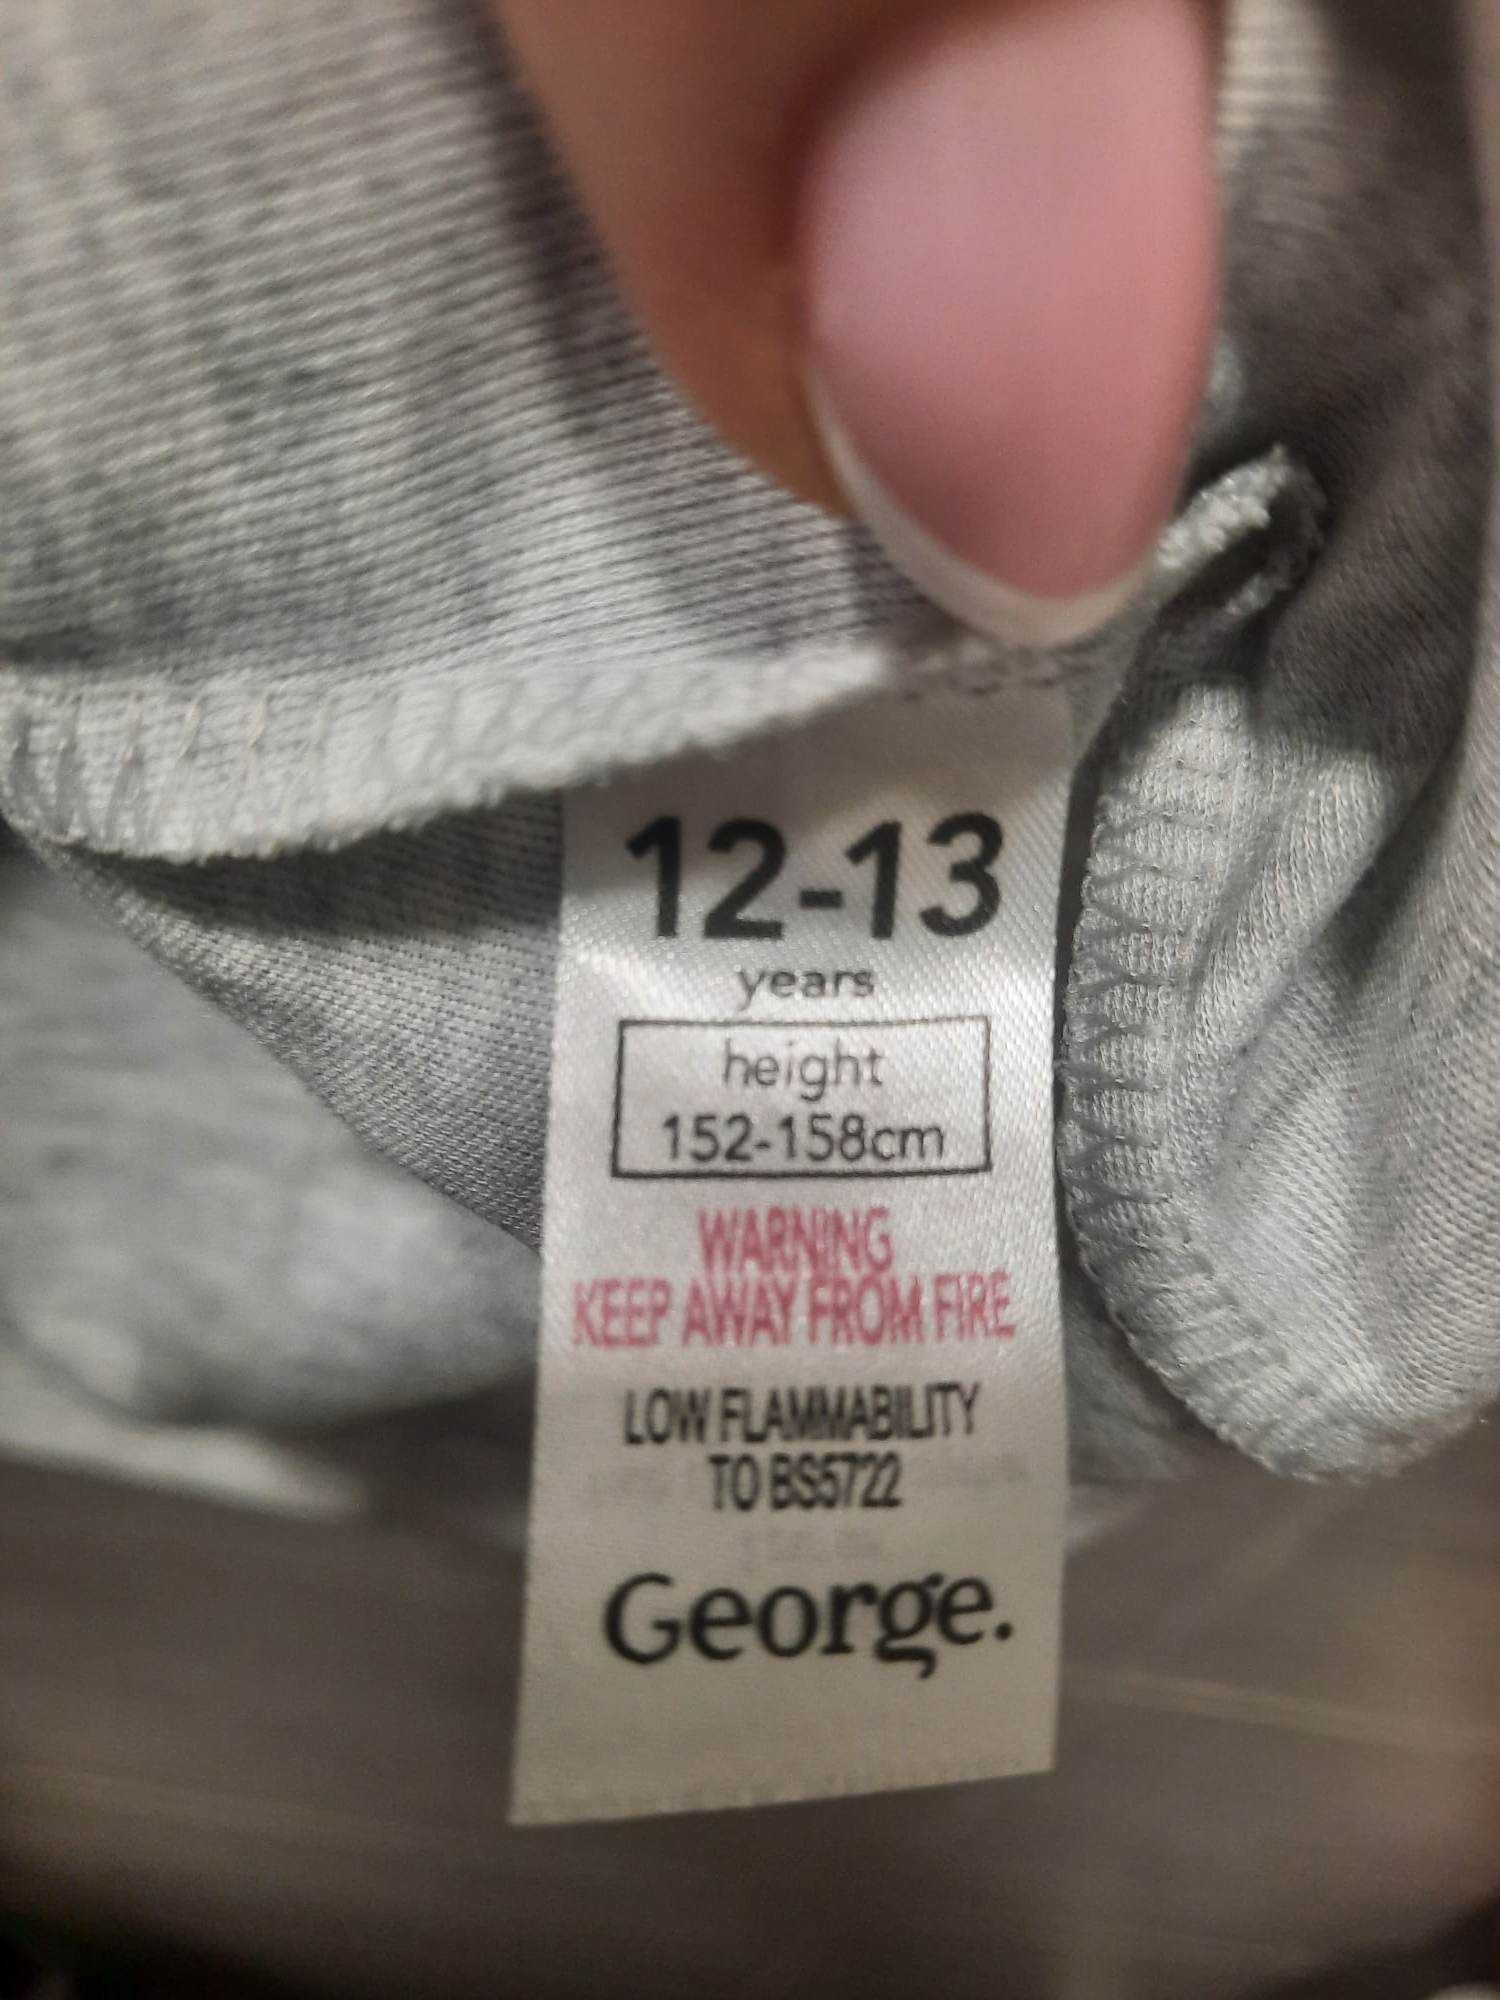 12-13
years
height
152-158cm
WARNING
KEEP AWAY FROM FIRE
LOW FLAMMABILITY
TO BS5722
George.